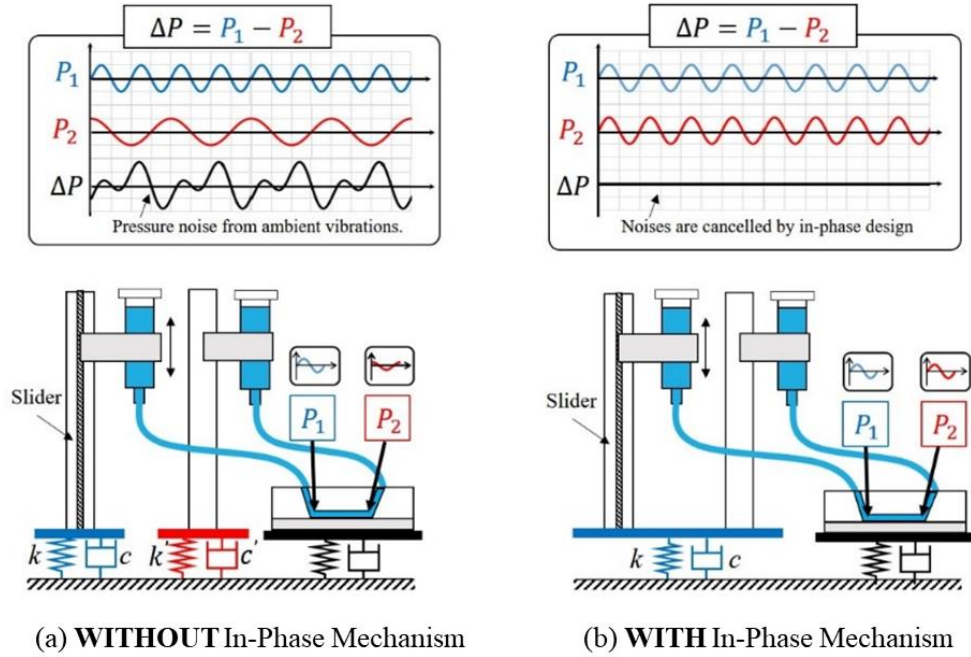 ΔP = P₁ − P₂
P₁
P₂
ΔP
Pressure noise from ambient vibrations.
Slider
P₁
P₂
k
c
k'
c'
(a) WITHOUT In-Phase Mechanism
ΔP = P₁ − P₂
P₁
P₂
ΔP
Noises are cancelled by in-phase design
Slider
P₁
P₂
k
c
(b) WITH In-Phase Mechanism